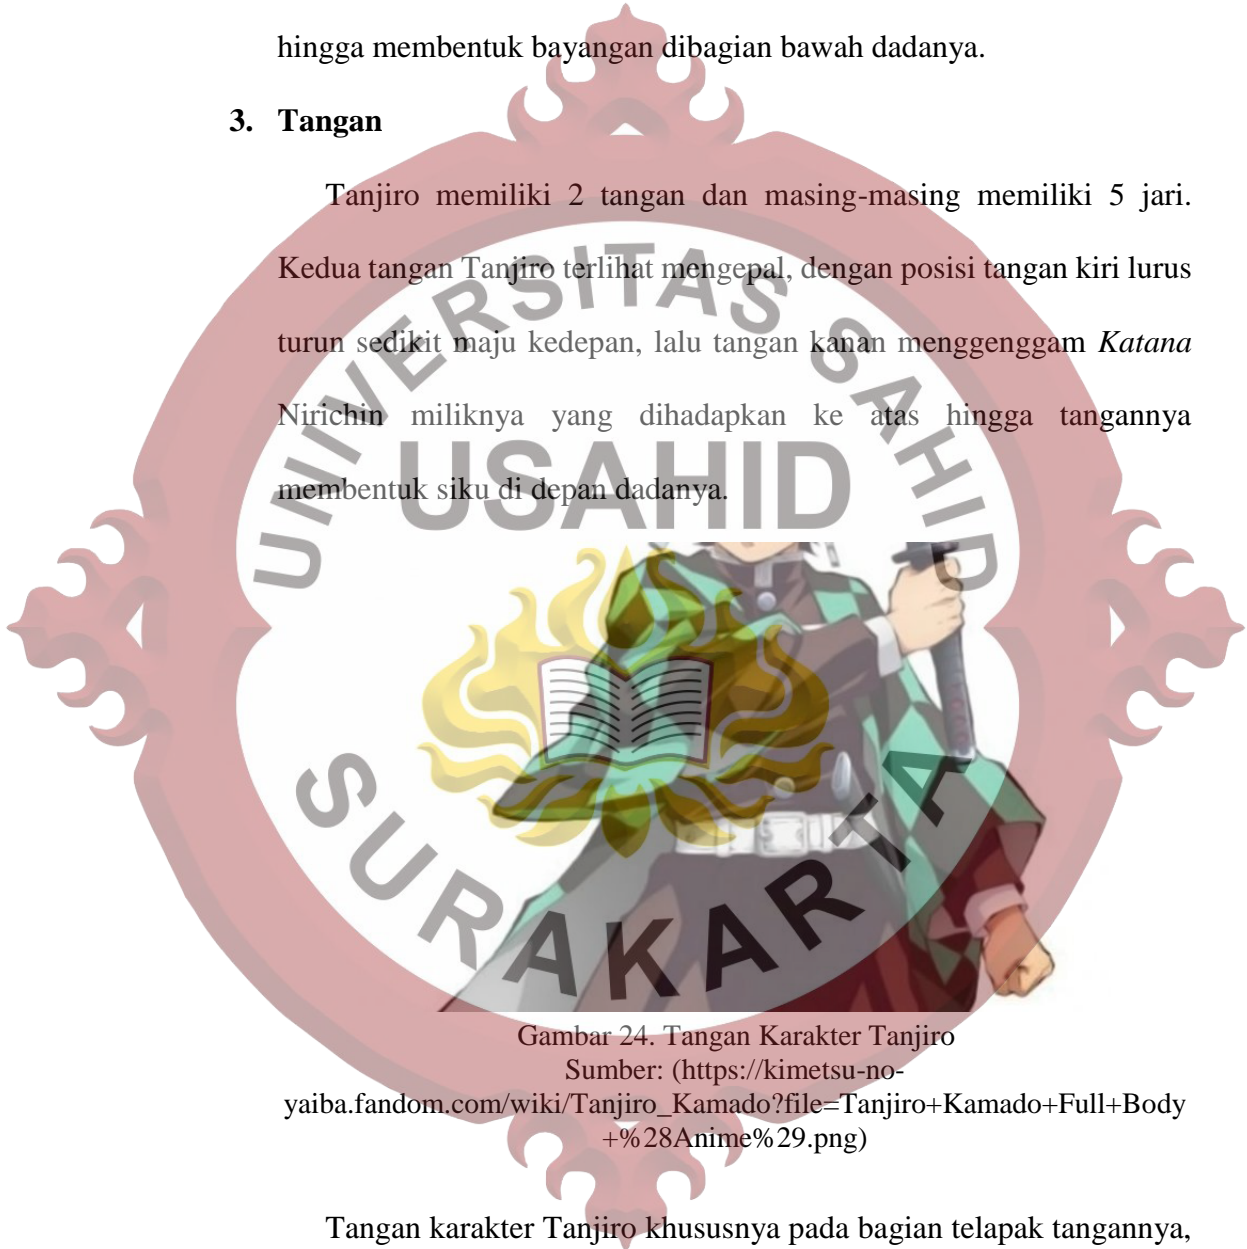 hingga membentuk bayangan dibagian bawah dadanya.
3. Tangan
Tanjiro memiliki 2 tangan dan masing-masing memiliki 5 jari.
Kedua tangan Tanjiro terlihat mengepal, dengan posisi tangan kiri lurus
turun sedikit maju kedepan, lalu tangan kanan menggenggam Katana
Nirichin miliknya yang dihadapkan ke atas hingga tangannya
membentuk siku di depan dadanya.
UNIVERSITAS SAHID
USAHID
SURAKARTA
Gambar 24. Tangan Karakter Tanjiro
Sumber: (https://kimetsu-no-
yaiba.fandom.com/wiki/Tanjiro_Kamado?file=Tanjiro+Kamado+Full+Body
+%28Anime%29.png)
Tangan karakter Tanjiro khususnya pada bagian telapak tangannya,